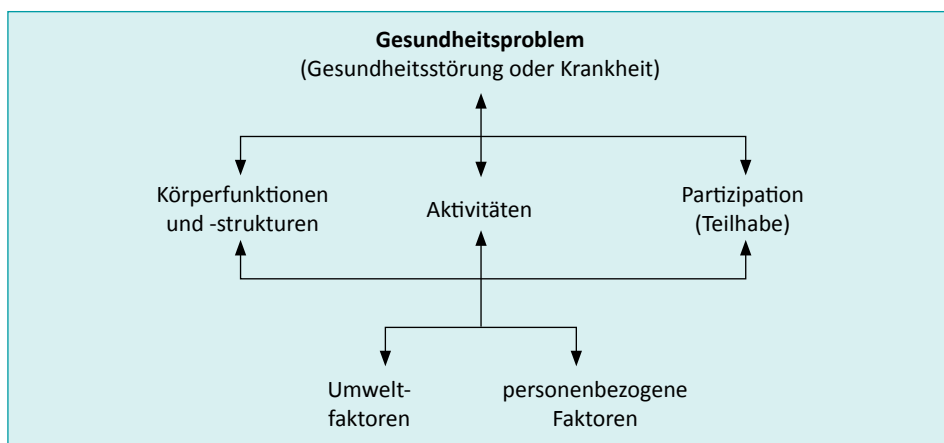 Gesundheitsproblem
(Gesundheitsstörung oder Krankheit)
Körperfunktionen
und -strukturen
Aktivitäten
Partizipation
(Teilhabe)
Umwelt-
faktoren
personenbezogene
Faktoren